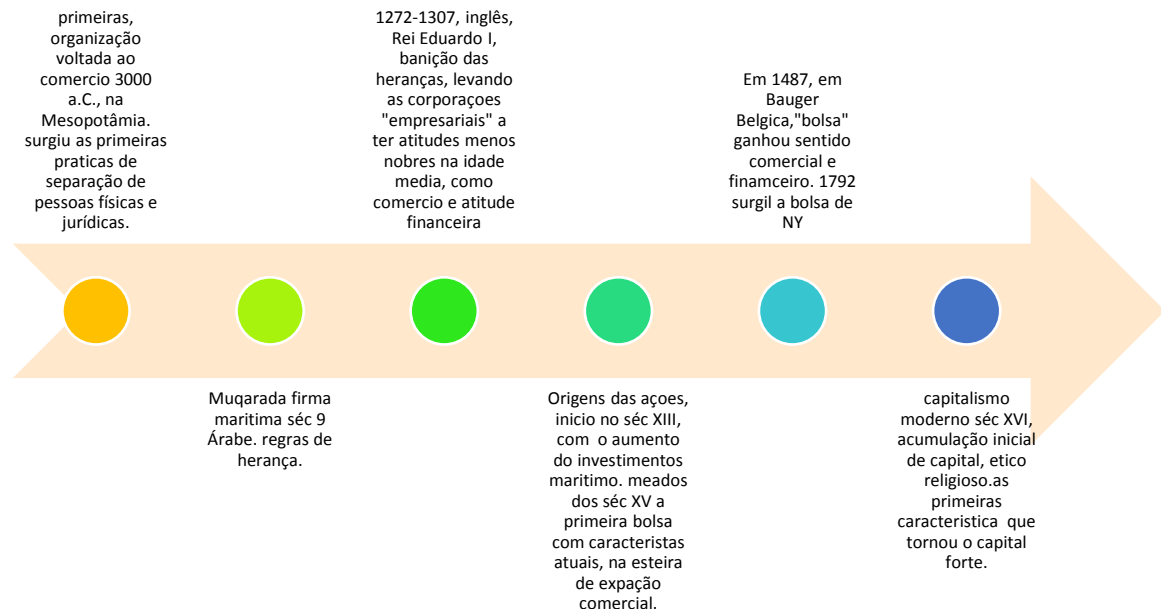 primeiras,
organização
voltada ao
comercio 3000
a.C., na
Mesopotâmia.
surgiu as primeiras
praticas de
separação de
pessoas físicas e
jurídicas.
Muqarada firma
maritima séc 9
Árabe. regras de
herança.
1272-1307, inglês,
Rei Eduardo I,
banição das
heranças, levando
as corporaçoes
"empresariais" a
ter atitudes menos
nobres na idade
media, como
comercio e atitude
financeira
Origens das açoes,
inicio no séc XIII,
com o aumento
do investimentos
maritimo. meados
dos séc XV a
primeira bolsa
com caracteristas
atuais, na esteira
de expação
comercial.
Em 1487, em
Bauger
Belgica,"bolsa"
ganhou sentido
comercial e
finamceiro. 1792
surgil a bolsa de
NY
capitalismo
moderno séc XVI,
acumulação inicial
de capital, etico
religioso.as
primeiras
caracteristica que
tornou o capital
forte.